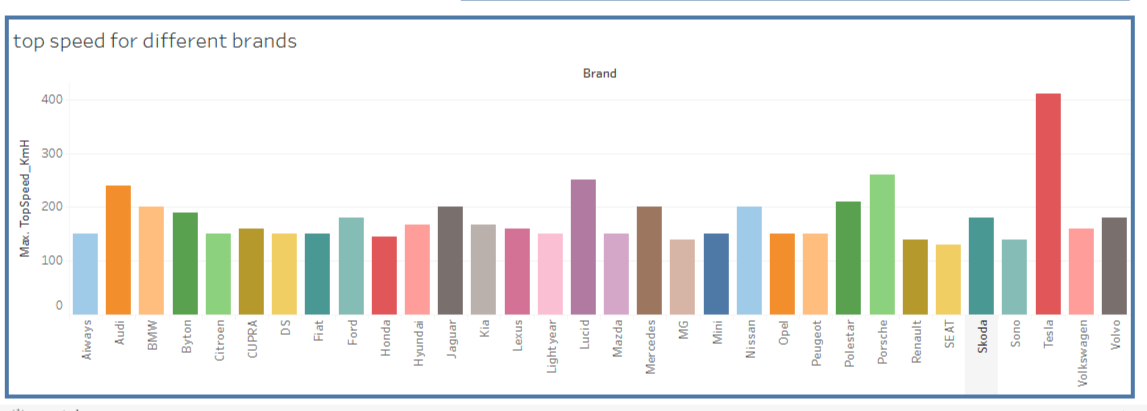 top speed for different brands
Brand
Max. TopSpeed_KmH
400
300
200
100
0
Aiways
Audi
BMW
Byton
Citroen
CUPRA
DS
Fiat
Ford
Honda
Hyundai
Jaguar
Kia
Lexus
Lightyear
Lucid
Mazda
Mercedes
MG
Mini
Nissan
Opel
Peugeot
Polestar
Porsche
Renault
SEAT
Skoda
Sono
Tesla
Volkswagen
Volvo